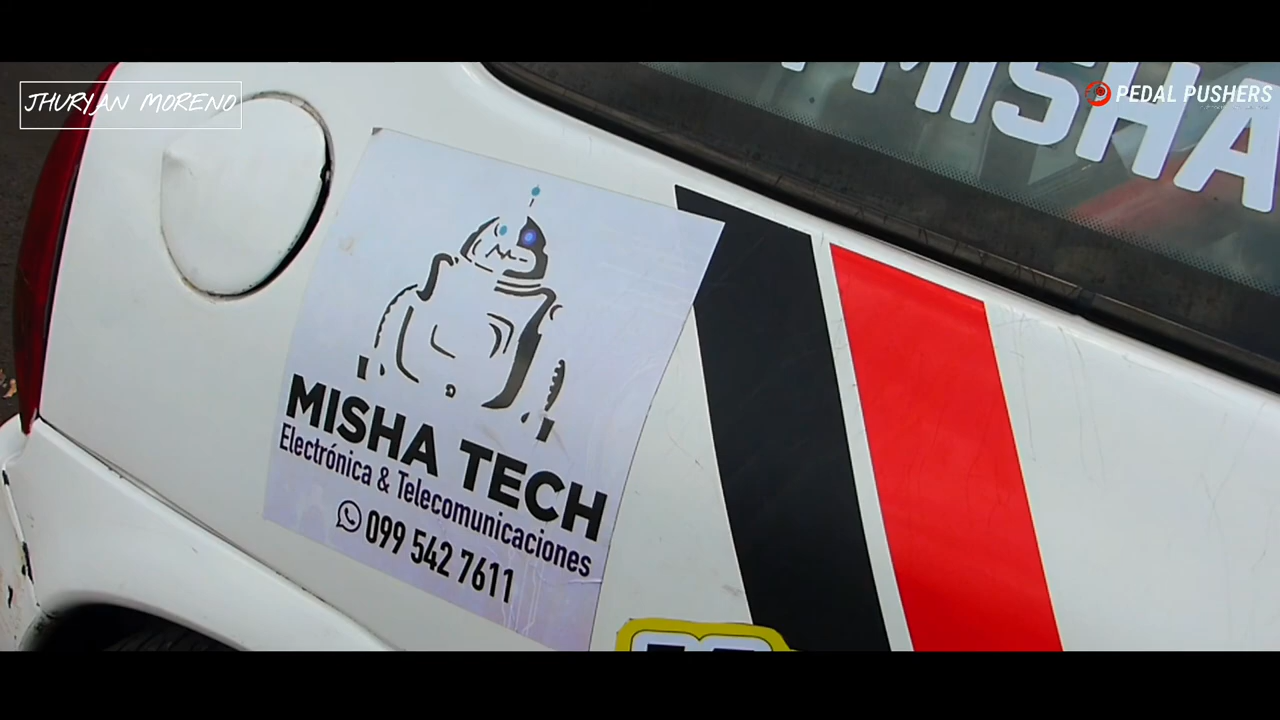 JHURYAN MORENO
PEDAL PUSHERS
MISHA
MISHA TECH
Electrónica & Telecomunicaciones
099 542 7611